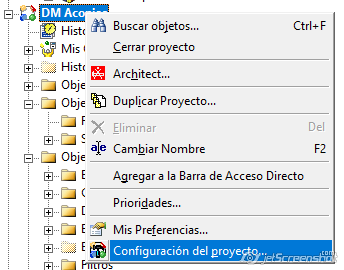 DM Acopios
Histo
Mis O
Histo
Obje
Obje
F
S
Obje
Filtros
Buscar objetos... Ctrl+F
Cerrar proyecto
Architect...
Duplicar Proyecto...
Eliminar Del
Cambiar Nombre F2
Agregar a la Barra de Acceso Directo
Prioridades...
Mis Preferencias...
Configuración del proyecto...
jetScreenshot